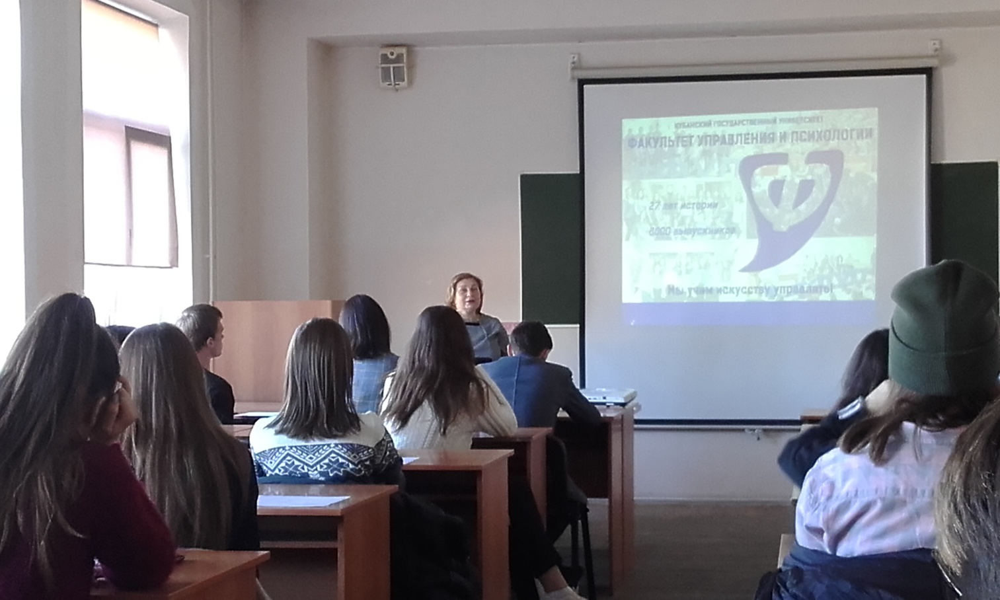 КУБАНСКИЙ ГОСУДАРСТВЕННЫЙ УНИВЕРСИТЕТ
ФАКУЛЬТЕТ УПРАВЛЕНИЯ И ПСИХОЛОГИИ
27 лет истории
8000 выпускников
Мы учим искусству управлять!